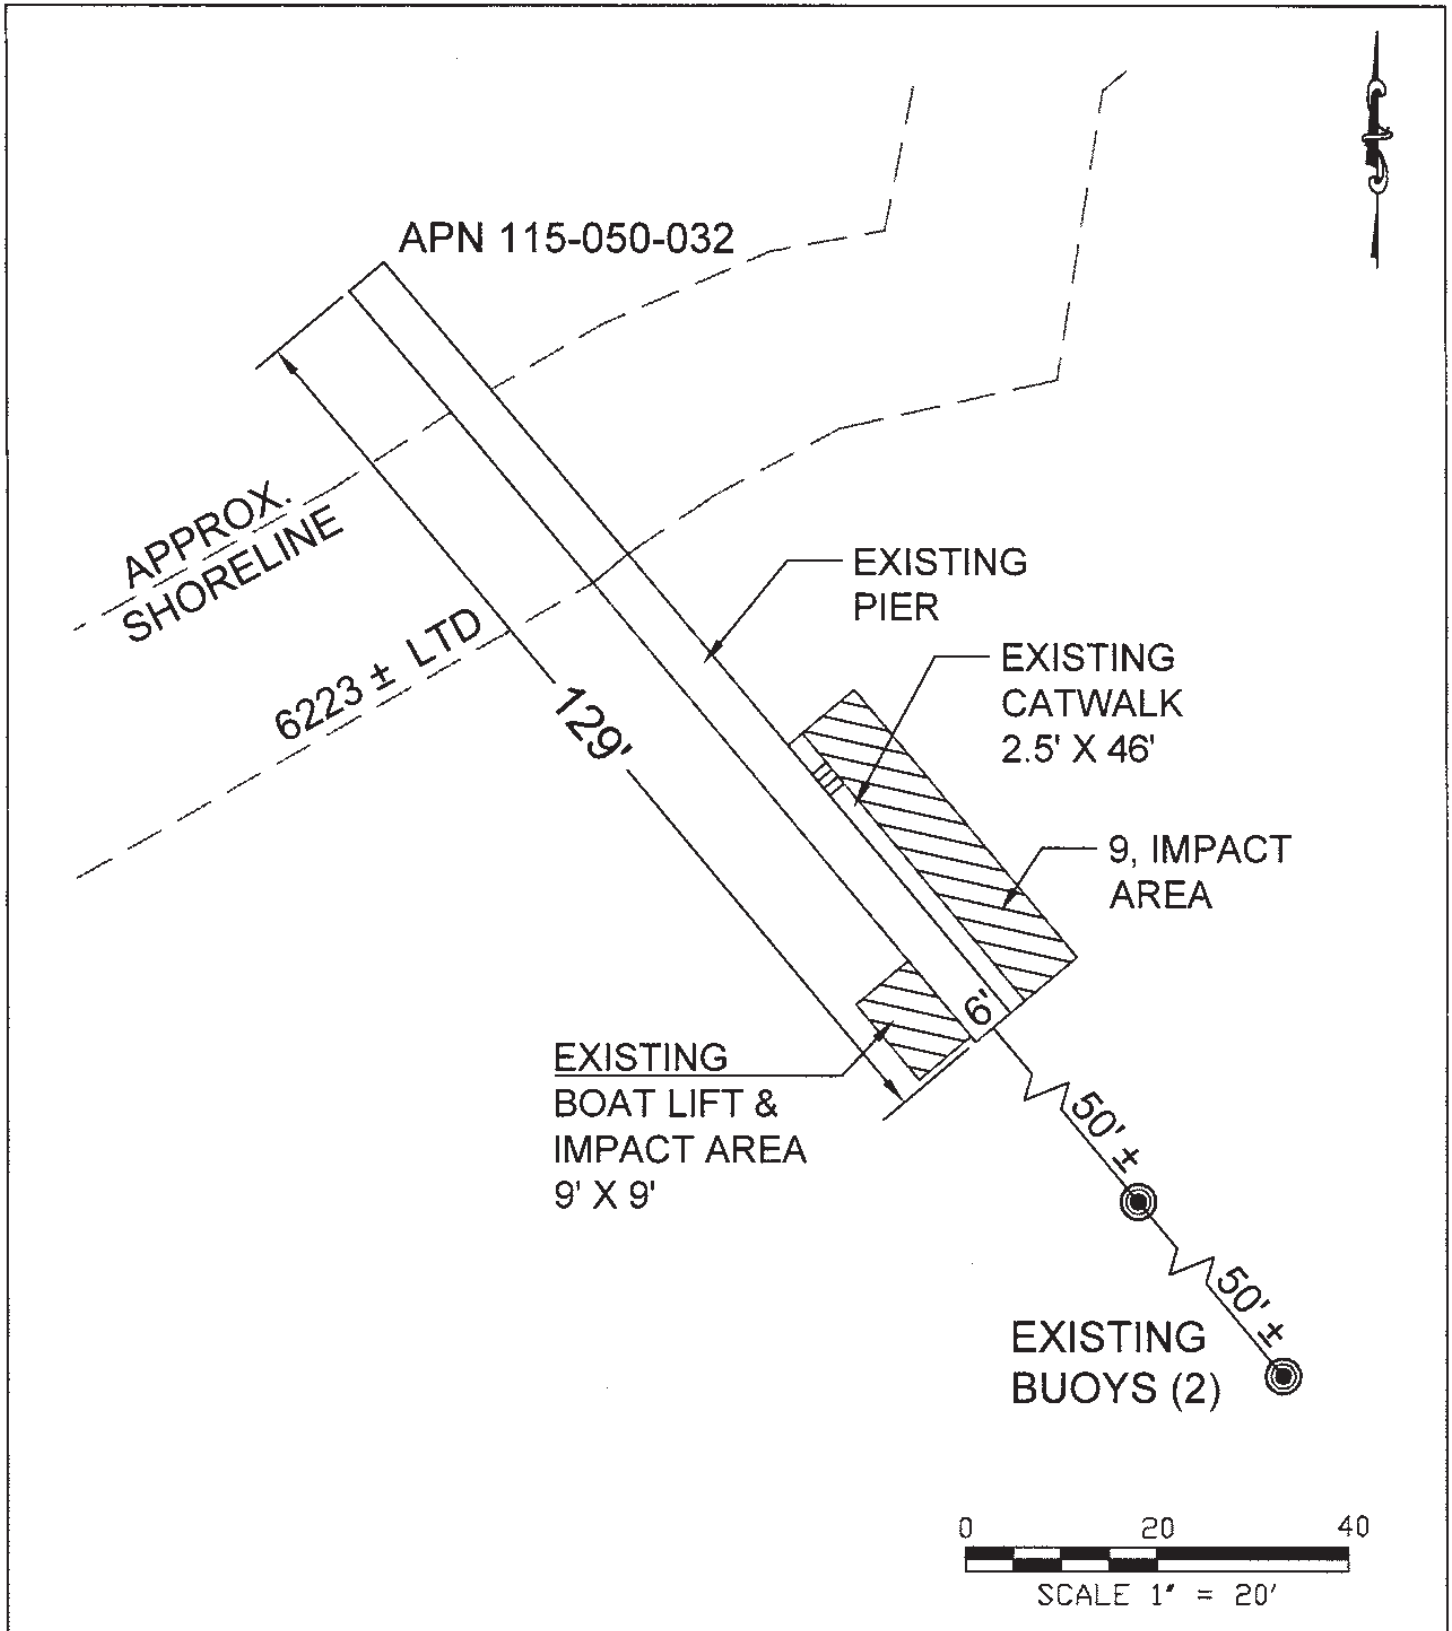 APN 115-050-032
APPROX.
SHORELINE
6223 ± LTD
129'
EXISTING
PIER
EXISTING
CATWALK
2.5' X 46'
9, IMPACT
AREA
6'
EXISTING
BOAT LIFT &
IMPACT AREA
9' X 9'
50' ±
50' ±
EXISTING
BUOYS (2)
0 20 40
SCALE 1" = 20'